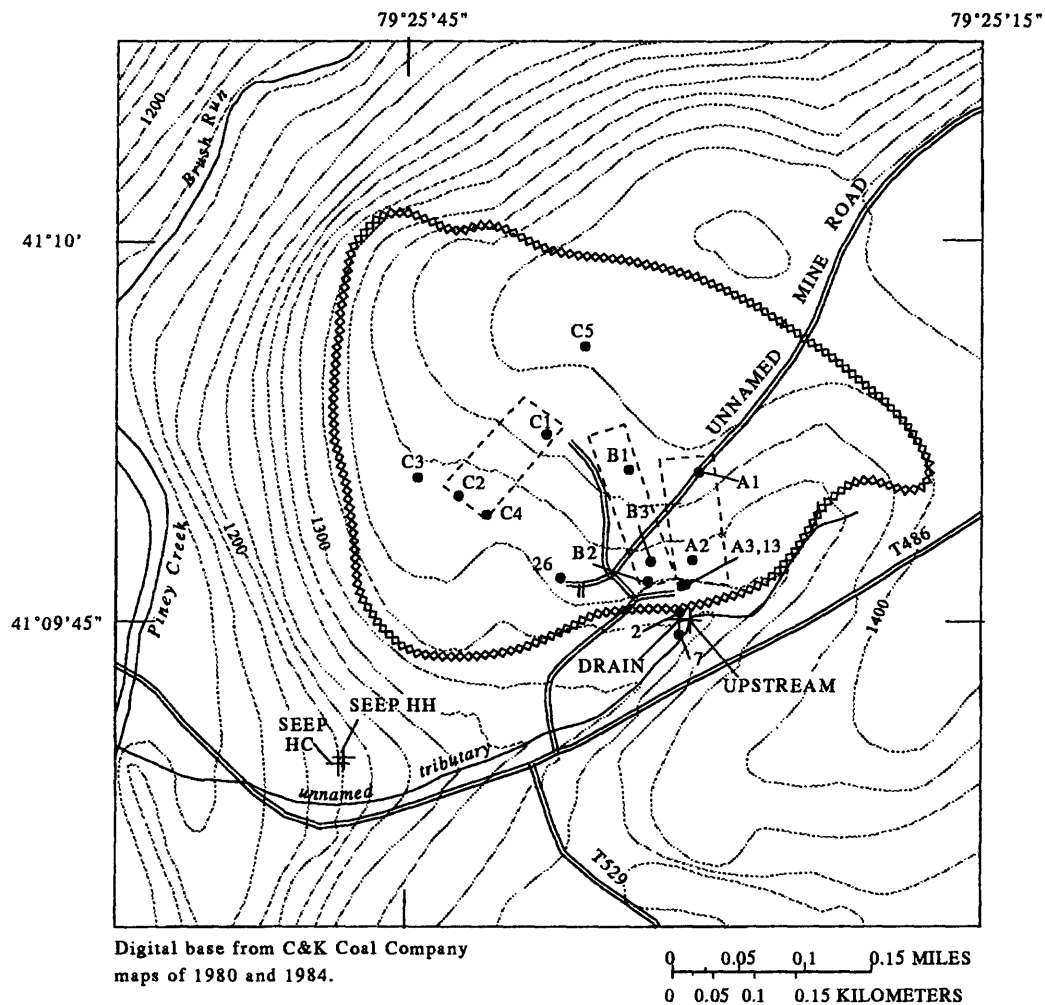 79°25'45"
79°25'15"
1200
Brush Run
41°10'
MINE ROAD
UNNAMED
C5
C1
B1
C3
C2
A1
C4
B3
1200
1300
T486
B2
A2
A3,13
26
Piney Creek
1400
41°09'45"
2
DRAIN
7
UPSTREAM
SEEP HH
SEEP
HC
tributary
unnamed
T529
Digital base from C&K Coal Company
maps of 1980 and 1984.
0 0.05 0.1 0.15 MILES
0 0.05 0.1 0.15 KILOMETERS